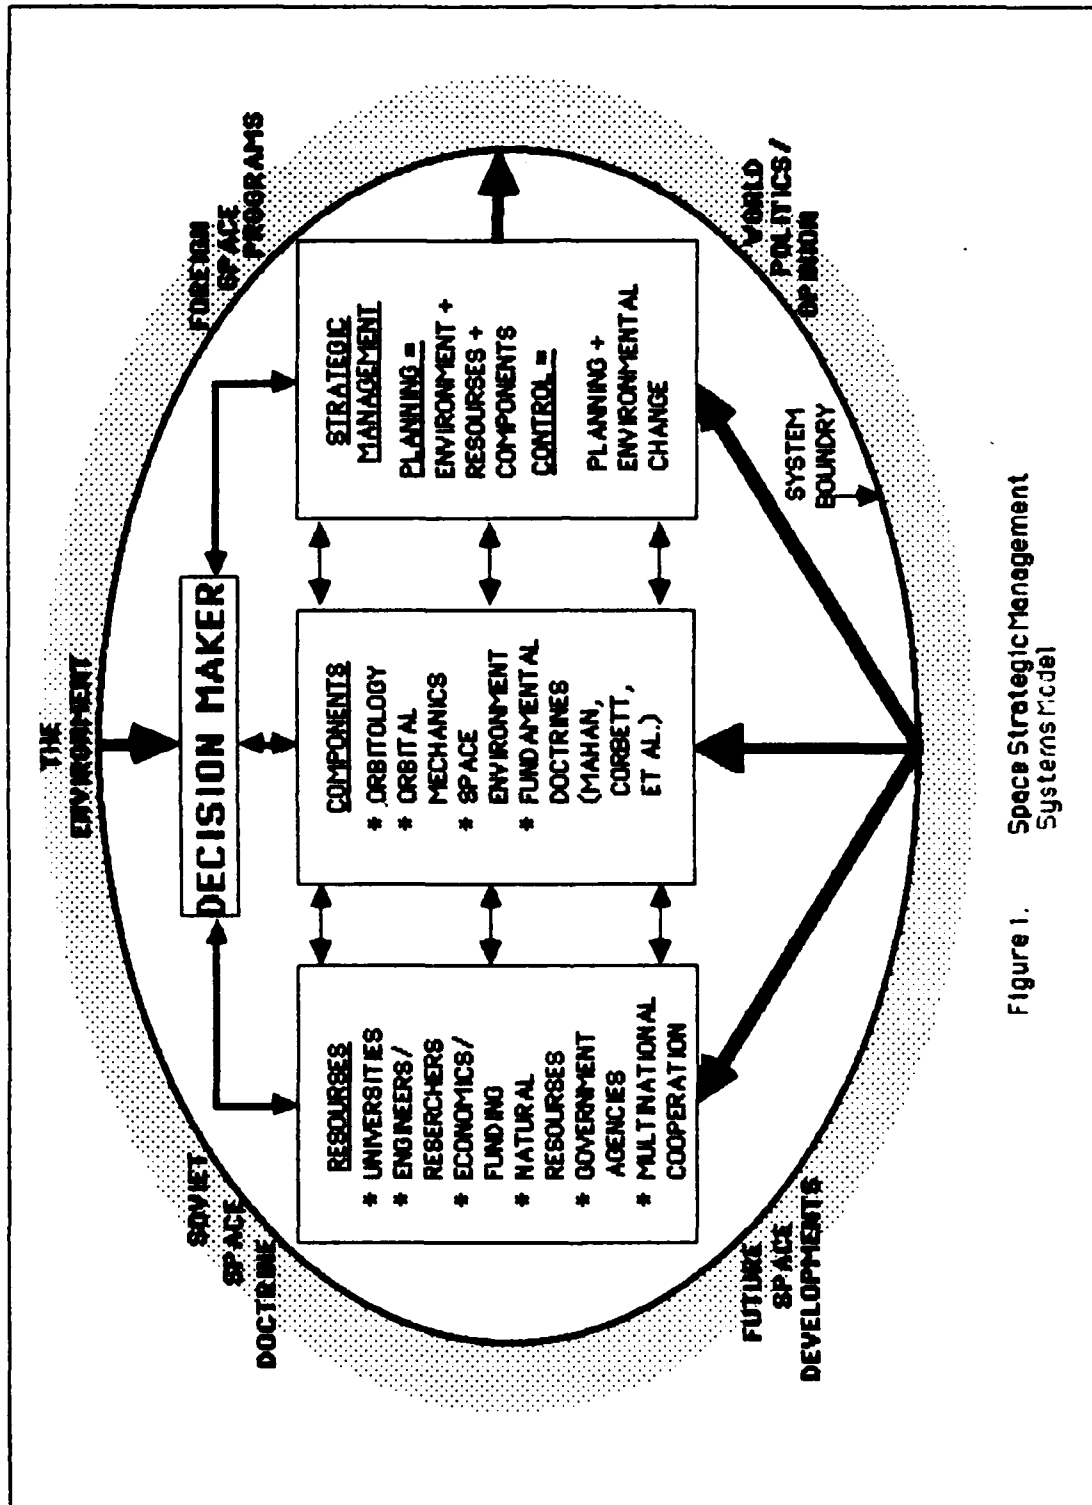 THE
ENVIRONMENT
SOVIET
SPACE
DOCTRINE
FOREIGN
SPACE
PROGRAMS
DECISION MAKER
RESOURSES
* UNIVERSITIES
* ENGINEERS/
RESERCHERS
* ECONOMICS/
FUNDING
* NATURAL
RESOURSES
* GOVERNMENT
AGENCIES
* MULTINATIONAL
COOPERATION
COMPONENTS
* ORBITOLOGY
* ORBITAL
MECHANICS
* SPACE
ENVIRONMENT
* FUNDAMENTAL
DOCTRINES
(MAHAN,
CORBETT,
ET AL.)
STRATEGIC
MANAGEMENT
PLANNING =
ENVIRONMENT +
RESOURSES +
COMPONENTS
CONTROL =
PLANNING +
ENVIRONMENTAL
CHANGE
SYSTEM
BOUNDRY
FUTURE
SPACE
DEVELOPMENTS
WORLD
POLITICS/
OPINION
Figure 1. Space Strategic Management
Systems Model